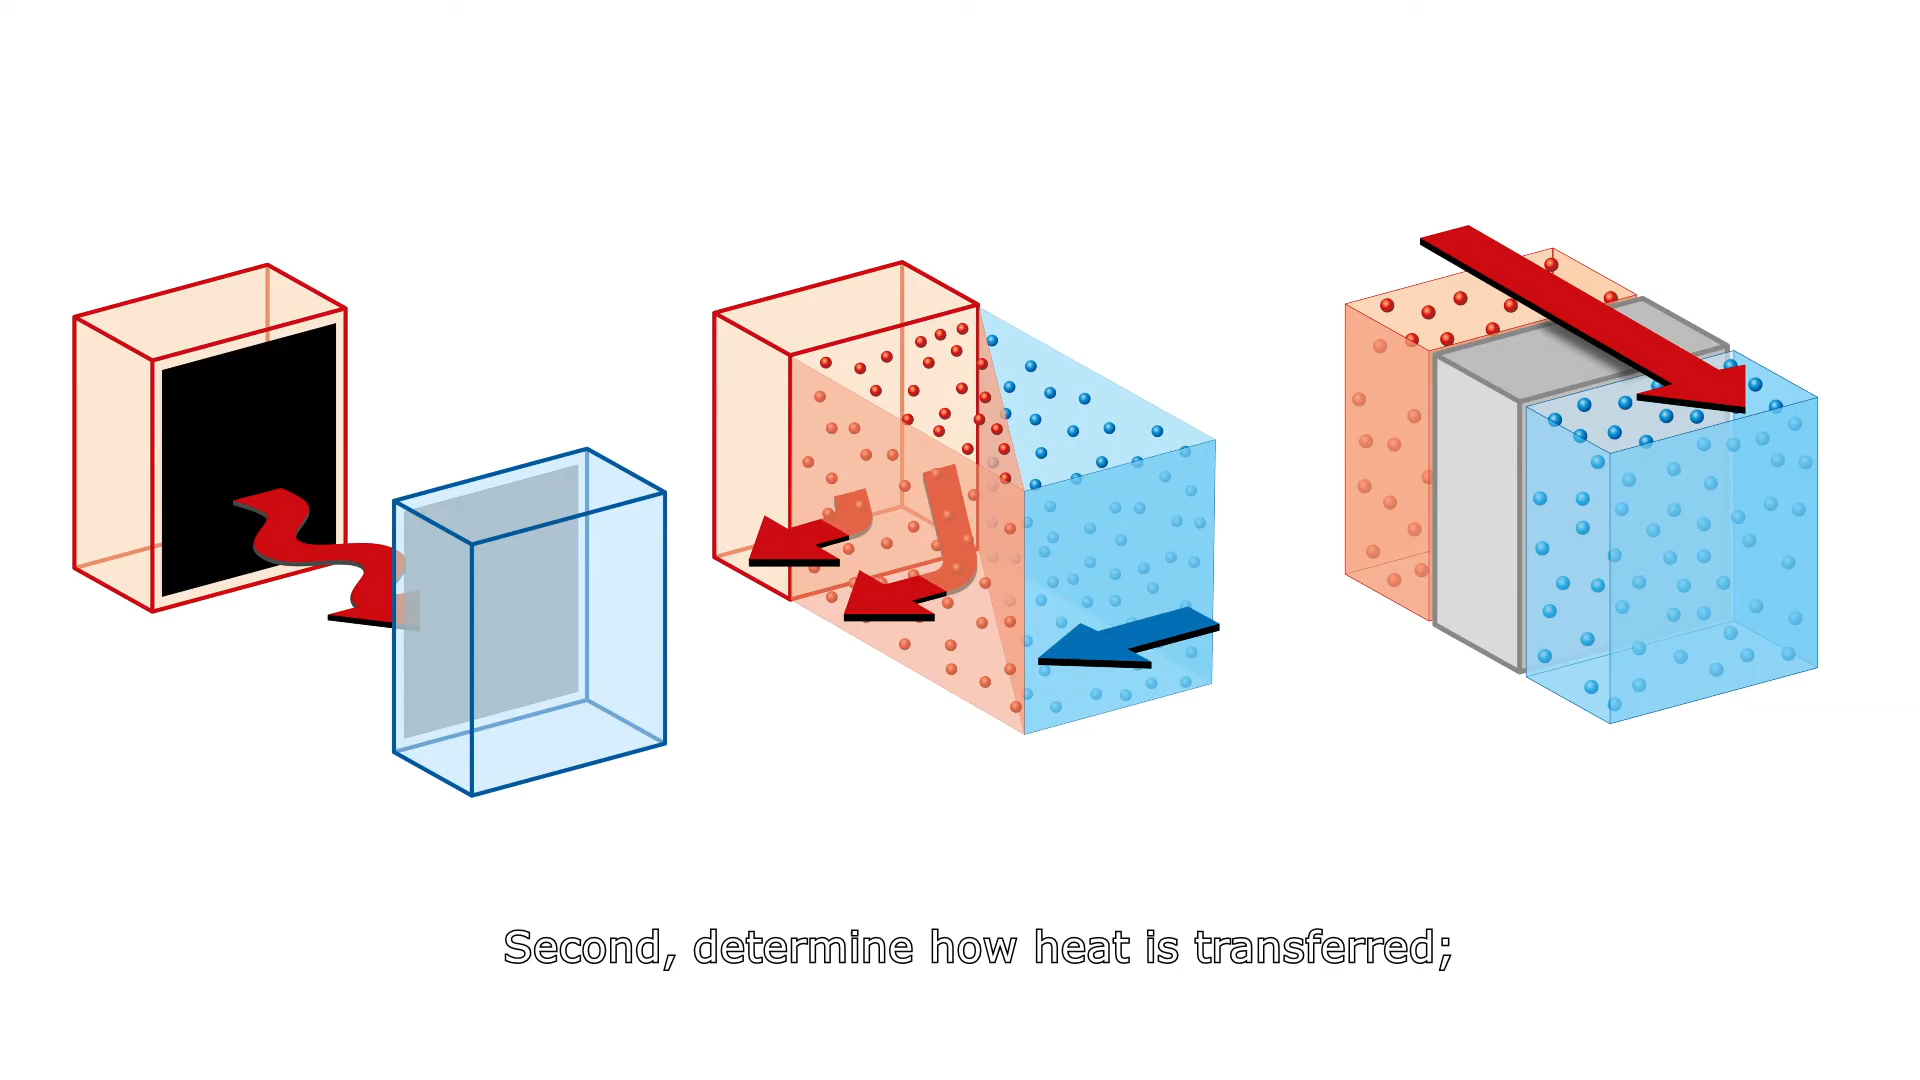 Second, determine how heat is transferred;